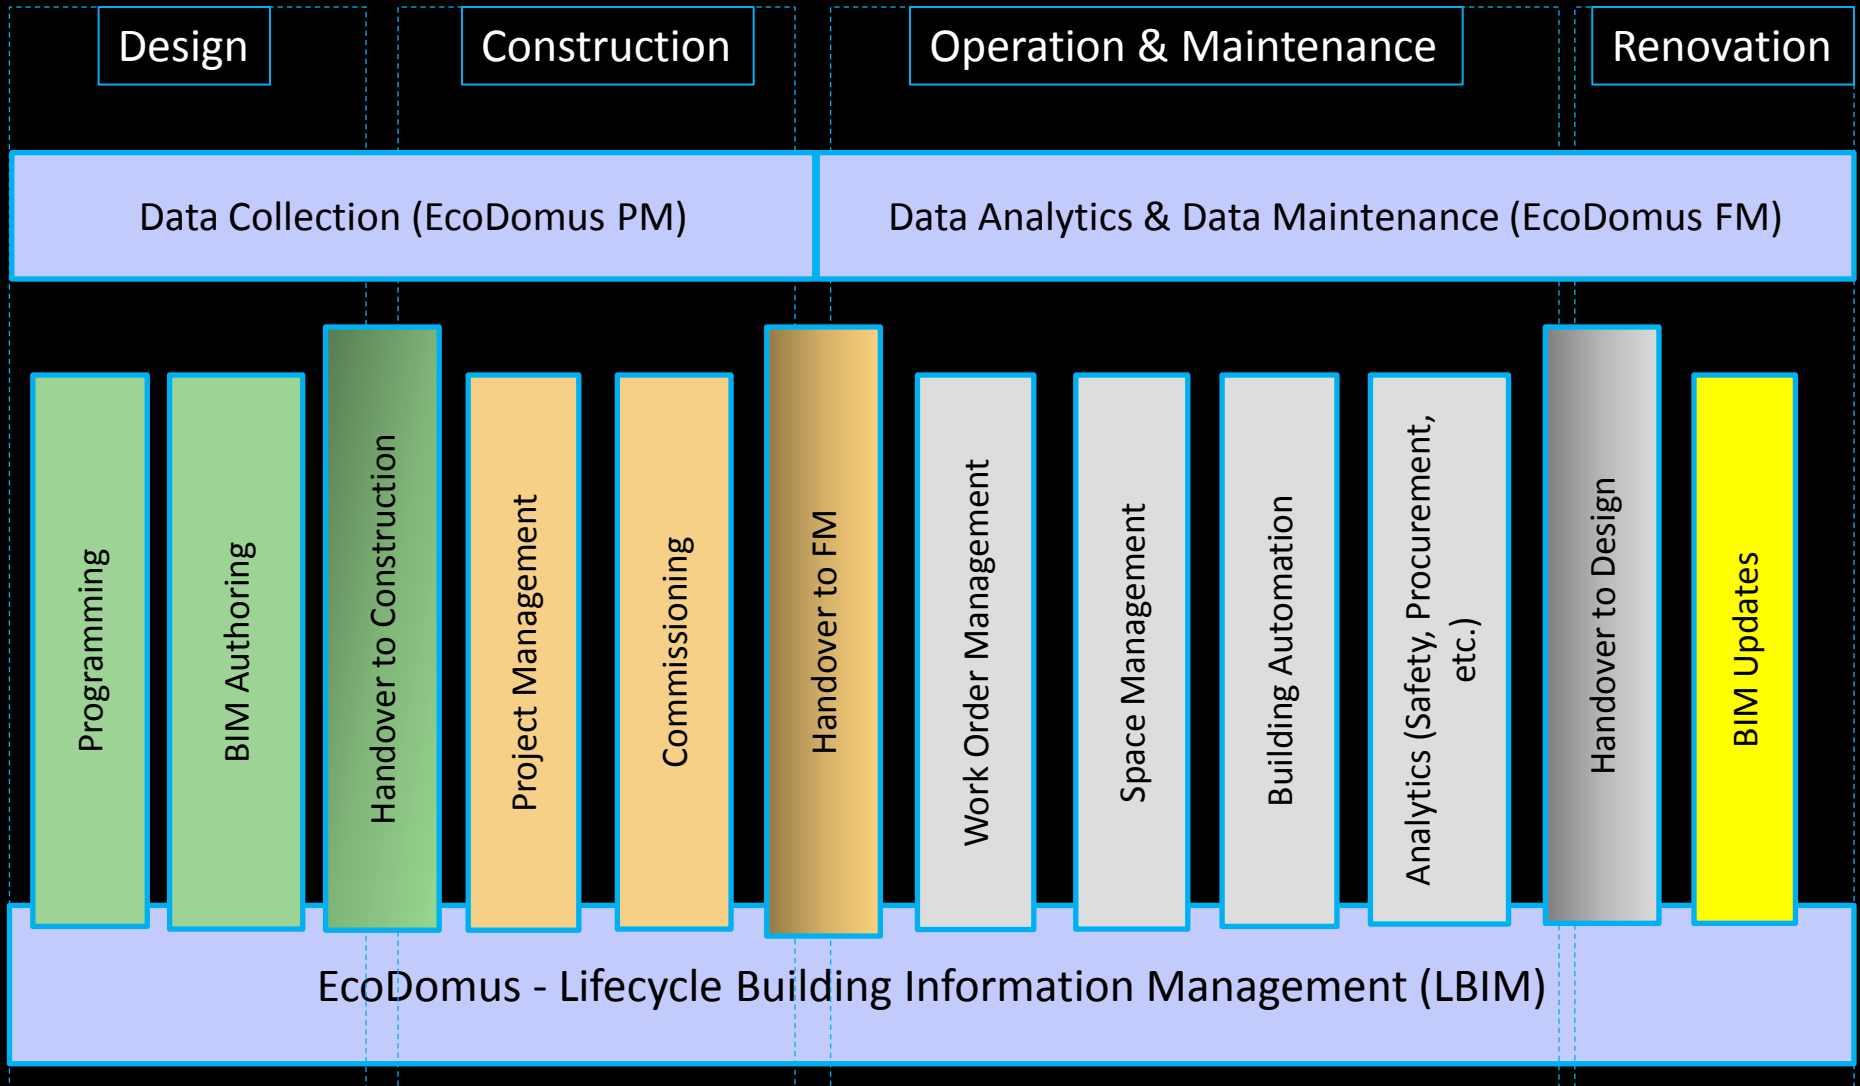 Design
Construction
Operation & Maintenance
Renovation
Data Collection (EcoDomus PM)
Data Analytics & Data Maintenance (EcoDomus FM)
Programming
BIM Authoring
Handover to Construction
Project Management
Commissioning
Handover to FM
Work Order Management
Space Management
Building Automation
Analytics (Safety, Procurement,
etc.)
Handover to Design
BIM Updates
EcoDomus - Lifecycle Building Information Management (LBIM)